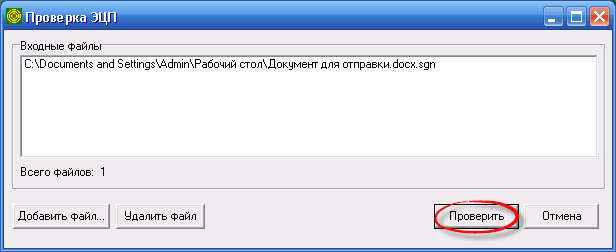 Проверка ЭЦП
Входные файлы
C:\Documents and Settings\Admin\Рабочий стол\Документ для отправки.docx.sgn
Всего файлов: 1
Добавить файл... Удалить файл Проверить Отмена